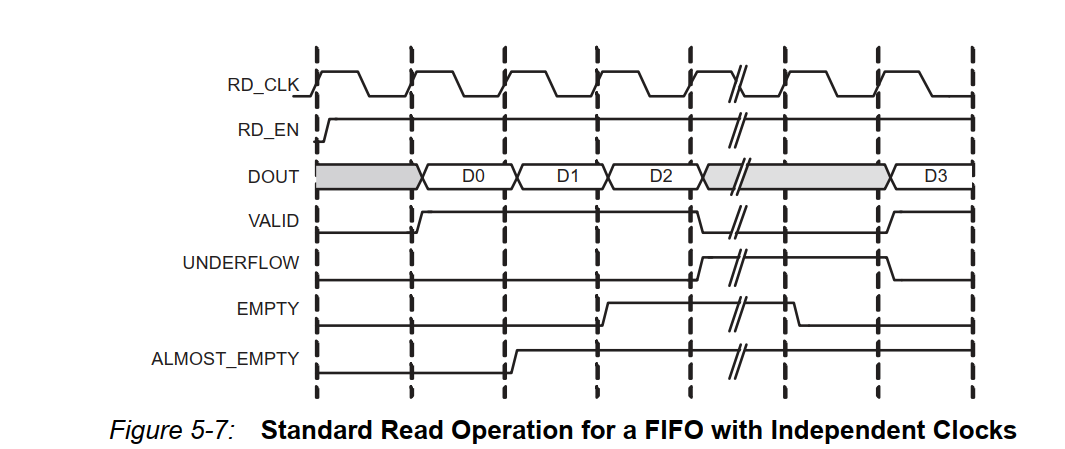 RD_CLK
RD_EN
DOUT D0 D1 D2 D3
VALID
UNDERFLOW
EMPTY
ALMOST_EMPTY
Figure 5-7: Standard Read Operation for a FIFO with Independent Clocks